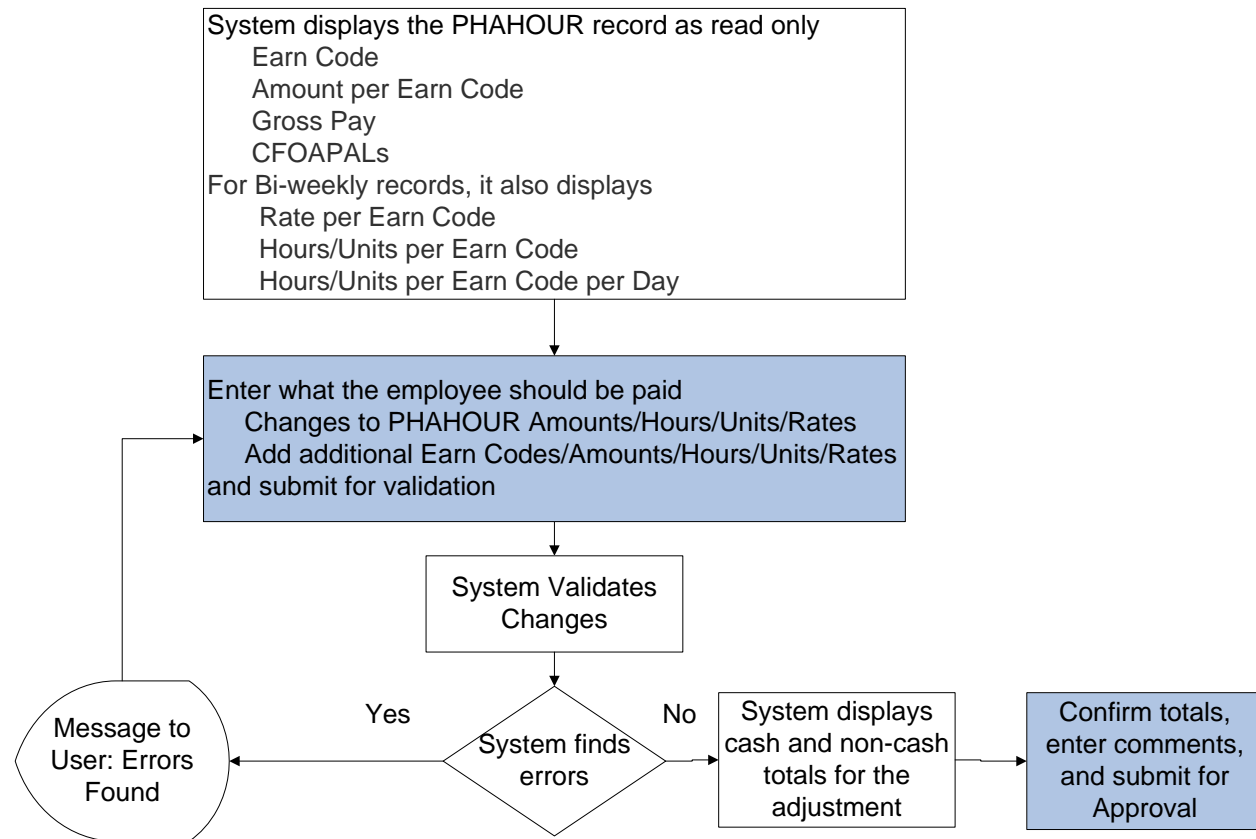 System displays the PHAHOUR record as read only
Earn Code
Amount per Earn Code
Gross Pay
CFOAPALs
For Bi-weekly records, it also displays
Rate per Earn Code
Hours/Units per Earn Code
Hours/Units per Earn Code per Day
Enter what the employee should be paid
Changes to PHAHOUR Amounts/Hours/Units/Rates
Add additional Earn Codes/Amounts/Hours/Units/Rates
and submit for validation
System Validates
Changes
Message to
User: Errors
Found
Yes
System finds
errors
No
System displays
cash and non-cash
totals for the
adjustment
Confirm totals,
enter comments,
and submit for
Approval